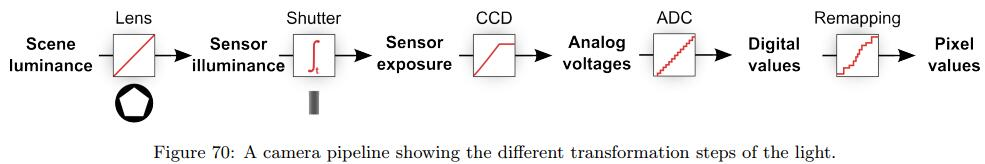 Lens
Shutter
CCD
ADC
Remapping
Scene
luminance
Sensor
illuminance
∫t
Sensor
exposure
Analog
voltages
Digital
values
Pixel
values
Figure 70: A camera pipeline showing the different transformation steps of the light.